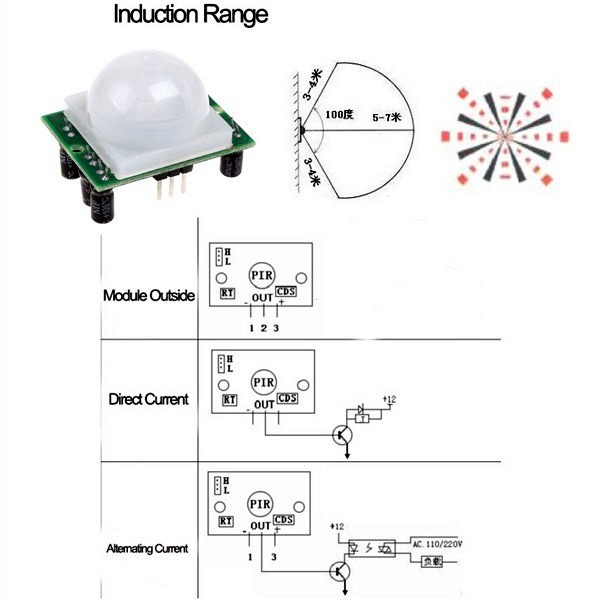 Induction Range
3-4米
100度
5-7米
3-4米
Module Outside
H
L
PIR
RT
OUT
CDS
- +
1 2 3
Direct Current
H
L
PIR
RT
OUT
CDS
-
+12
T
Alternating Current
H
L
PIR
RT
OUT
CDS
- +
1 3
+12
AC.110/220V
负载